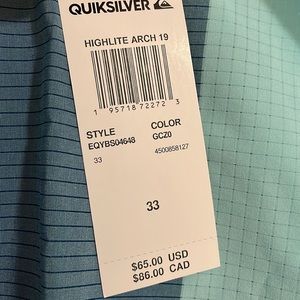 QUIKSILVER
HIGHLITE ARCH 19
1 95718 72272 3
STYLE COLOR
EQYBS04648 GCZ0
33 4500858127
33
$65.00 USD
$86.00 CAD